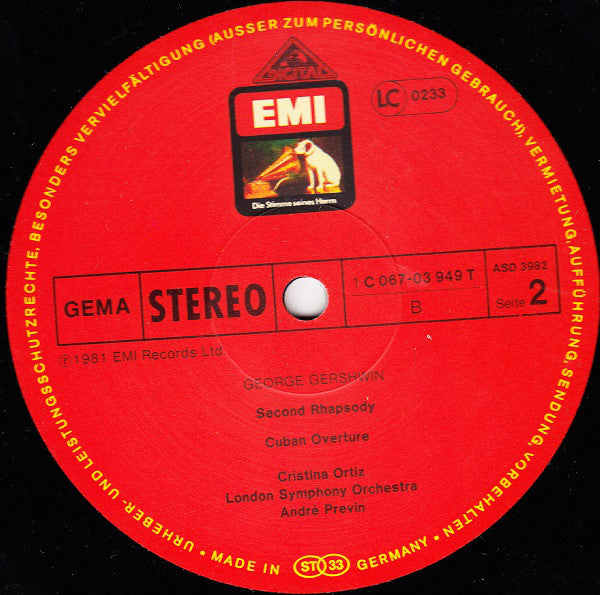 URHEBER- UND LEISTUNGSSCHUTZRECHTE, BESONDERS VERVIELFÄLTIGUNG (AUSSER ZUM PERSÖNLICHEN GEBRAUCH), VERMIETUNG, AUFFÜHRUNG, SENDUNG, VORBEHALTEN • MADE IN ST 33 GERMANY •
DIGITAL
EMI
LC 0233
Die Stimme seines Herrn
GEMA STEREO
1 C 067-03 949 T
B
ASD 3982
Seite 2
℗ 1981 EMI Records Ltd.
GEORGE GERSHWIN
Second Rhapsody
Cuban Overture
Cristina Ortiz
London Symphony Orchestra
André Previn